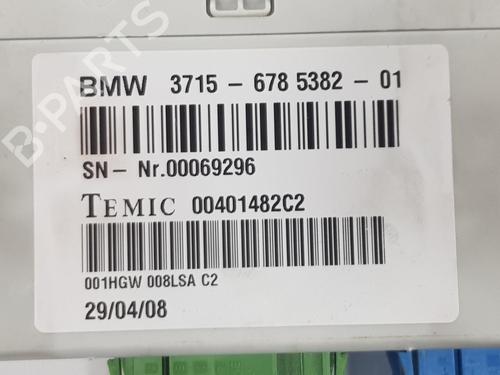 B-PARTS
BMW 3715 - 678 5382 - 01
SN- Nr.00069296
TEMIC 00401482C2
001HGW 008LSA C2
29/04/08